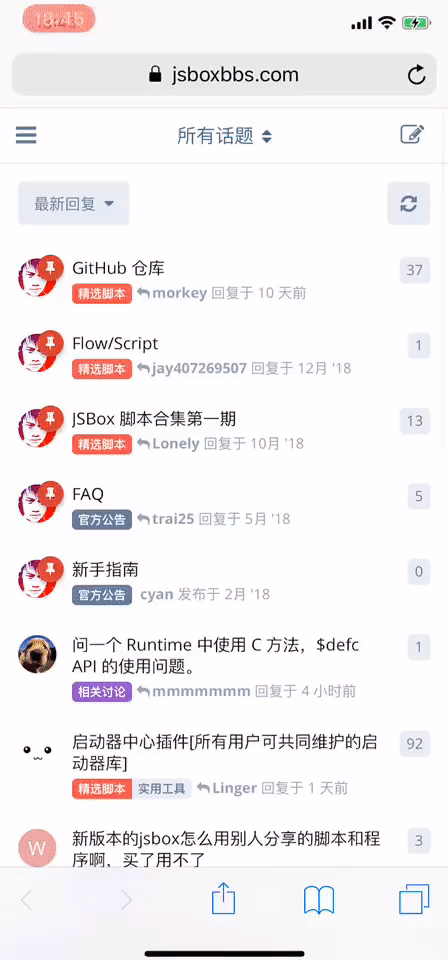 18:45
jsboxbbs.com
所有话题
最新回复
GitHub 仓库
37
精选脚本 morkey 回复于 10 天前
Flow/Script
1
精选脚本 jay407269507 回复于 12月 '18
JSBox 脚本合集第一期
13
精选脚本 Lonely 回复于 10月 '18
FAQ
5
官方公告 trai25 回复于 5月 '18
新手指南
0
官方公告 cyan 发布于 2月 '18
问一个 Runtime 中使用 C 方法，$defc
1
API 的使用问题。
相关讨论 mmmmmmm 回复于 4 小时前
启动器中心插件[所有用户可共同维护的启
92
动器库]
精选脚本 实用工具 Linger 回复于 1 天前
W
新版本的jsbox怎么用别人分享的脚本和程
3
序啊，买了用不了